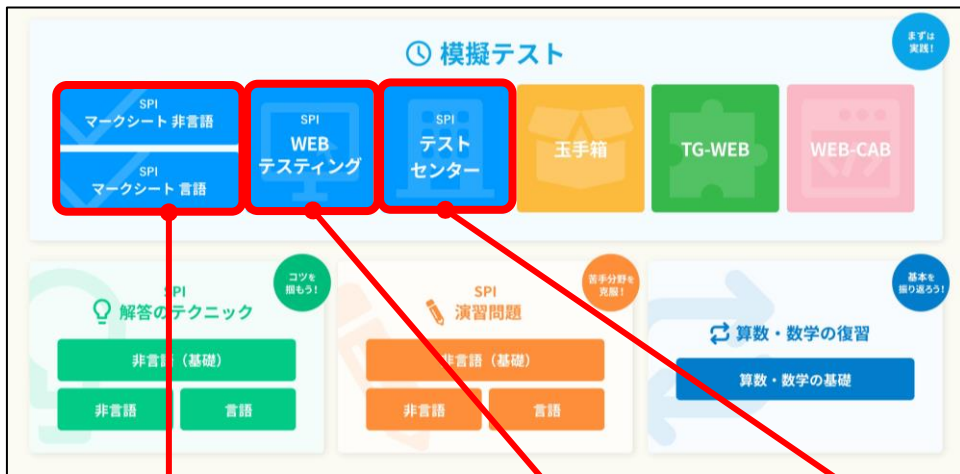 模擬テスト
まずは
実践!
SPI
マークシート 非言語
SPI
マークシート 言語
SPI
WEB
テスティング
SPI
テスト
センター
玉手箱
TG-WEB
WEB-CAB
コツを
掴もう!
SPI
解答のテクニック
非言語（基礎）
非言語
言語
苦手分野を
克服!
SPI
演習問題
非言語（基礎）
非言語
言語
基本を
振り返ろう!
算数・数学の復習
算数・数学の基礎